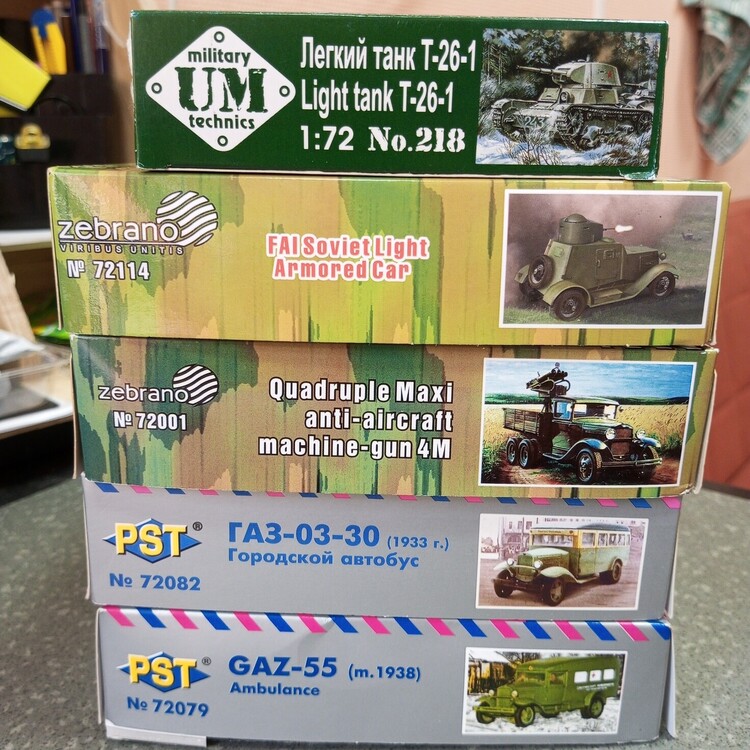 military
UM
technics
Легкий танк Т-26-1
Light tank T-26-1
1:72 No.218
zebrano
VIRIBUS UNITIS
№ 72114
FAI Soviet Light
Armored Car
zebrano
№ 72001
Quadruple Maxi
anti-aircraft
machine-gun 4M
PST®
№ 72082
ГАЗ-03-30 (1933 г.)
Городской автобус
PST®
№ 72079
GAZ-55 (m.1938)
Ambulance